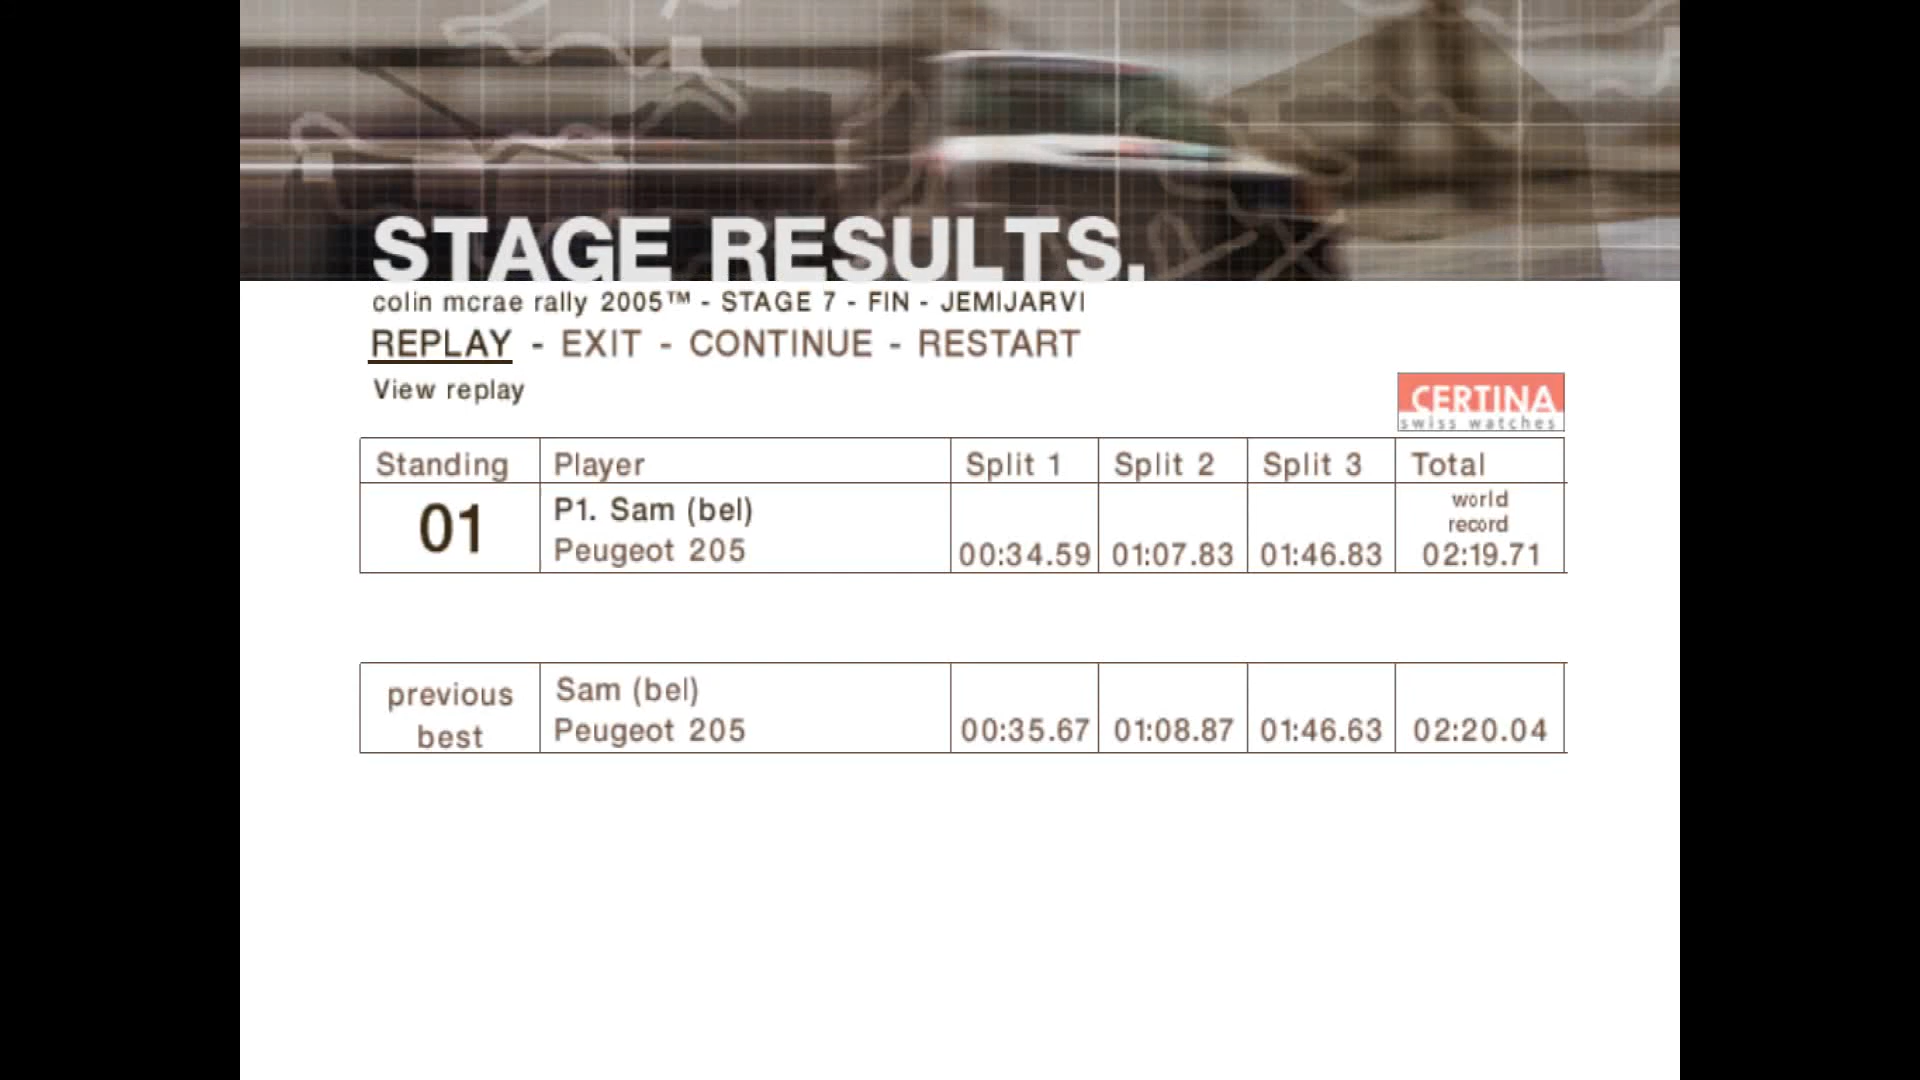 STAGE RESULTS.
colin mcrae rally 2005™ - STAGE 7 - FIN - JEMIJARVI
REPLAY - EXIT - CONTINUE - RESTART
View replay
CERTINA
swiss watches
Standing Player Split 1 Split 2 Split 3 Total
01 P1. Sam (bel) world record
Peugeot 205 00:34.59 01:07.83 01:46.83 02:19.71
previous best Sam (bel)
Peugeot 205 00:35.67 01:08.87 01:46.63 02:20.04